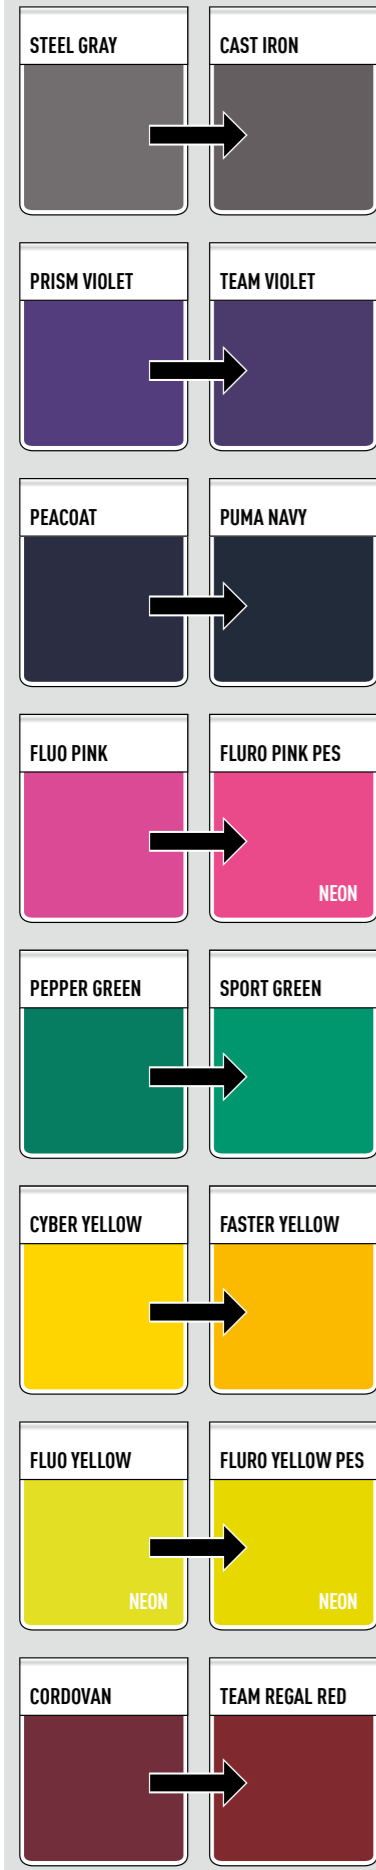 STEEL GRAY
CAST IRON
PRISM VIOLET
TEAM VIOLET
PEACOAT
PUMA NAVY
FLUO PINK
FLURO PINK PES
NEON
PEPPER GREEN
SPORT GREEN
CYBER YELLOW
FASTER YELLOW
FLUO YELLOW
FLURO YELLOW PES
NEON
NEON
CORDOVAN
TEAM REGAL RED